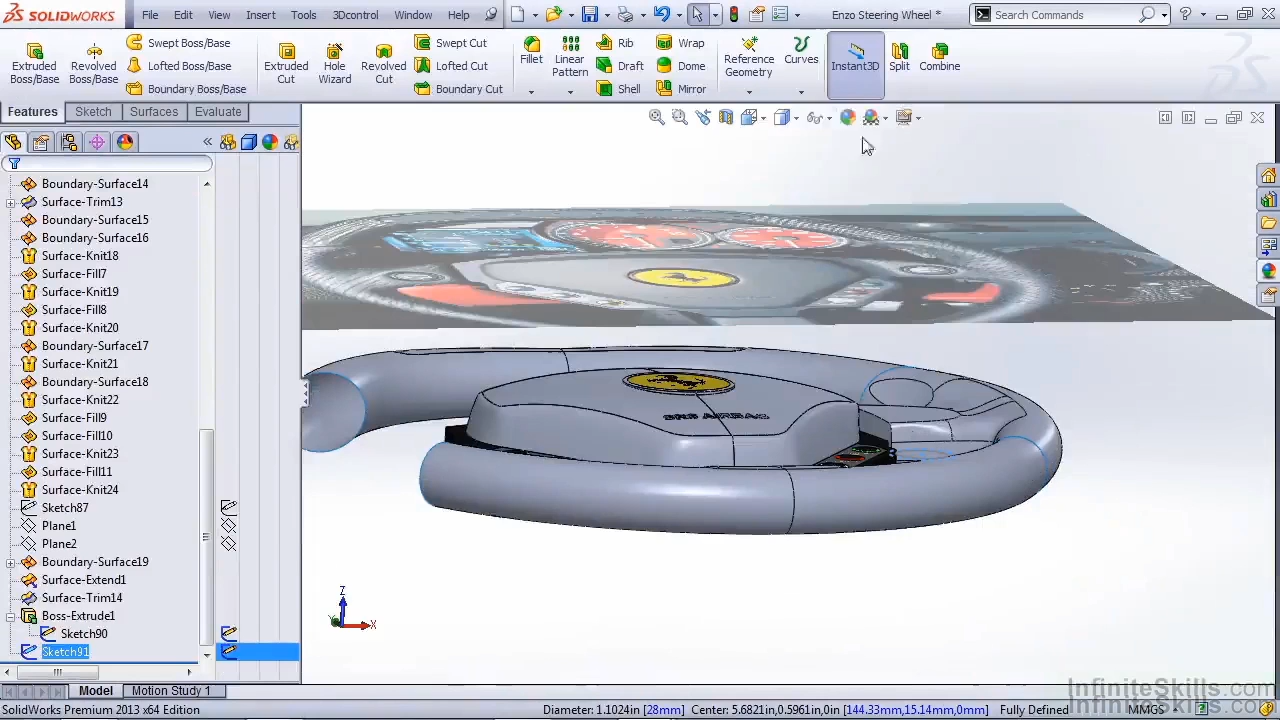 SOLIDWORKS File Edit View Insert Tools 3Dcontrol Window Help Enzo Steering Wheel * Search Commands
Extruded Boss/Base Revolved Boss/Base Swept Boss/Base Lofted Boss/Base Boundary Boss/Base Extruded Cut Hole Wizard Revolved Cut Swept Cut Lofted Cut Boundary Cut Fillet Linear Pattern Rib Draft Shell Wrap Dome Mirror Reference Geometry Curves Instant3D Split Combine
Features Sketch Surfaces Evaluate
Boundary-Surface14
Surface-Trim13
Boundary-Surface15
Boundary-Surface16
Surface-Knit18
Surface-Fill7
Surface-Knit19
Surface-Fill8
Surface-Knit20
Boundary-Surface17
Surface-Knit21
Boundary-Surface18
Surface-Knit22
Surface-Fill9
Surface-Fill10
Surface-Knit23
Surface-Fill11
Surface-Knit24
Sketch87
Plane1
Plane2
Boundary-Surface19
Surface-Extend1
Surface-Trim14
Boss-Extrude1
Sketch90
Sketch91
SRS AIRBAG
Z
Y X
Model Motion Study 1
InfiniteSkills.com
SolidWorks Premium 2013 x64 Edition Diameter: 1.1024in [28mm] Center: 5.6821in,0.5961in,0in [144.33mm,15.14mm,0mm] Fully Defined MMGS